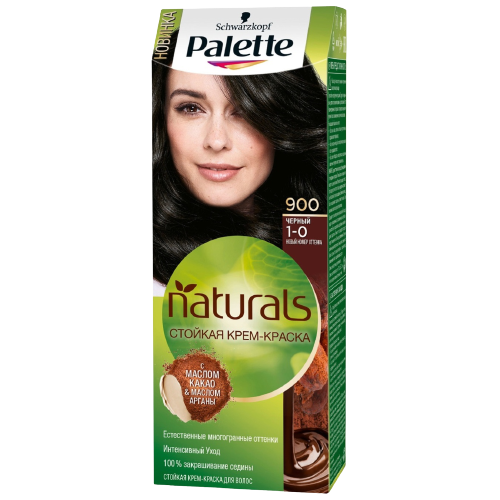 НОВИНКА
Schwarzkopf
Palette
900
ЧЕРНЫЙ
1-0
НОВЫЙ НОМЕР ОТТЕНКА
naturals
СТОЙКАЯ КРЕМ-КРАСКА
С
МАСЛОМ
КАКАО
& МАСЛОМ
АРГАНЫ
Естественные многогранные оттенки
Интенсивный Уход
100% закрашивание седины
СТОЙКАЯ КРЕМ-КРАСКА ДЛЯ ВОЛОС